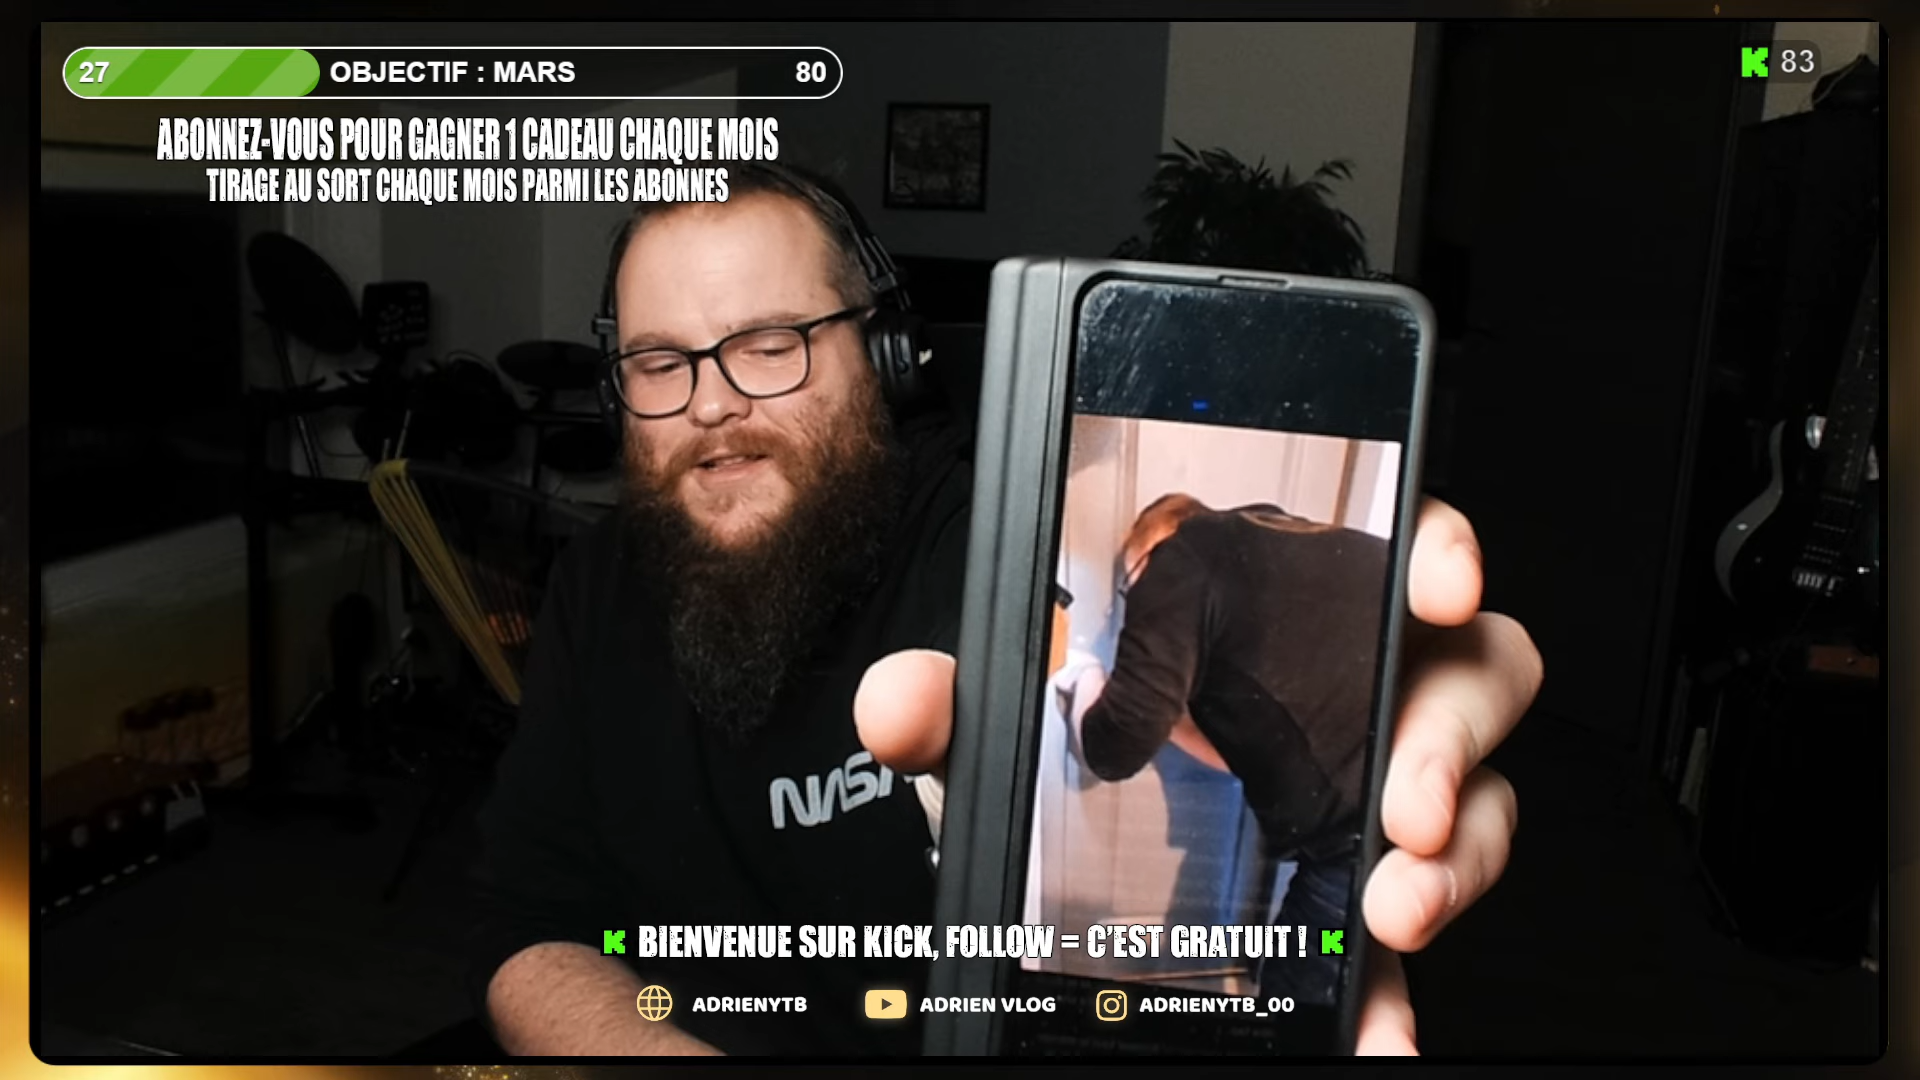 27 OBJECTIF : MARS 80
83
ABONNEZ-VOUS POUR GAGNER 1 CADEAU CHAQUE MOIS
TIRAGE AU SORT CHAQUE MOIS PARMI LES ABONNES
NASA
BIENVENUE SUR KICK, FOLLOW = C'EST GRATUIT !
ADRIENYTB ADRIEN VLOG ADRIENYTB_00